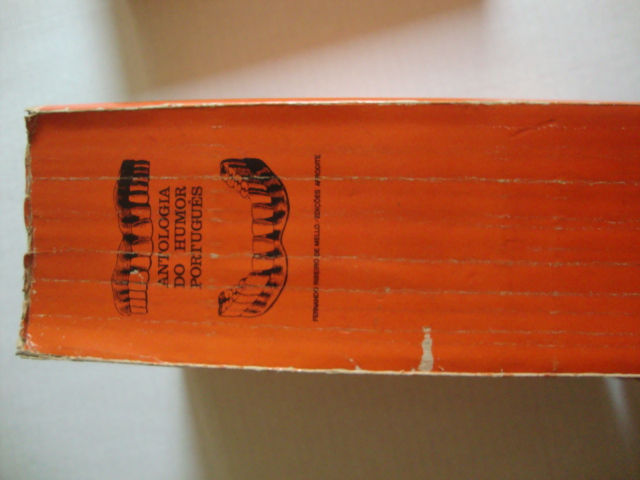 ANTOLOGIA
DO HUMOR
PORTUGUÊS
FERNANDO RIBEIRO DE MELLO / EDIÇÕES AFRODITE